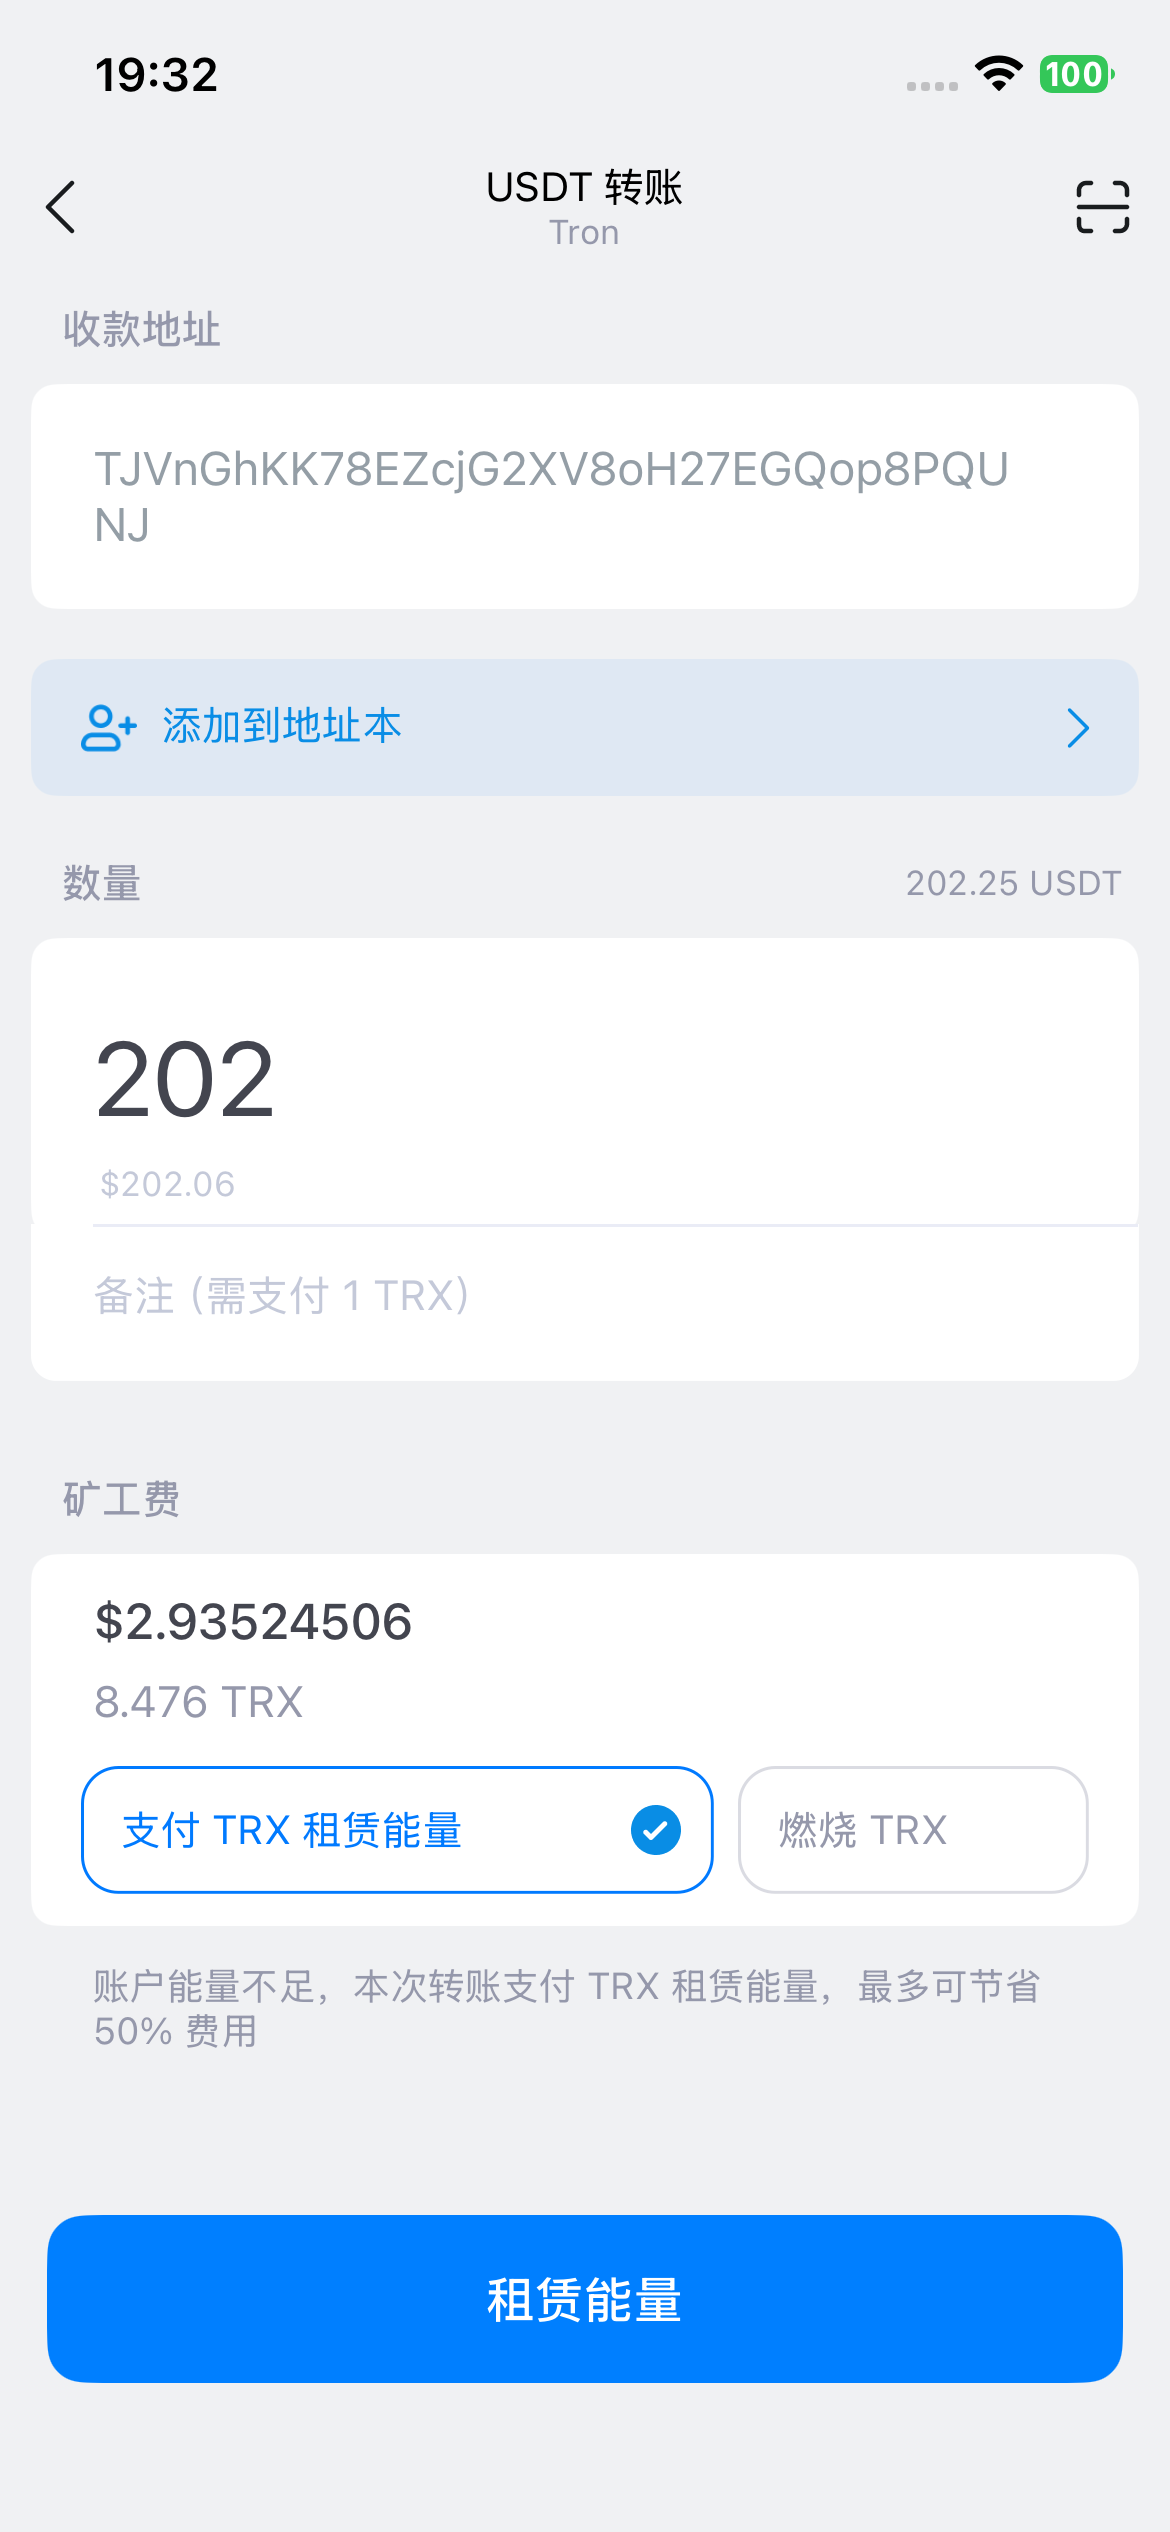 19:32
100
USDT 转账
Tron
收款地址
TJVnGhKK78EZcjG2XV8oH27EGQop8PQU
NJ
添加到地址本
数量
202.25 USDT
202
$202.06
备注 (需支付 1 TRX)
矿工费
$2.93524506
8.476 TRX
支付 TRX 租赁能量
燃烧 TRX
账户能量不足，本次转账支付 TRX 租赁能量，最多可节省
50% 费用
租赁能量